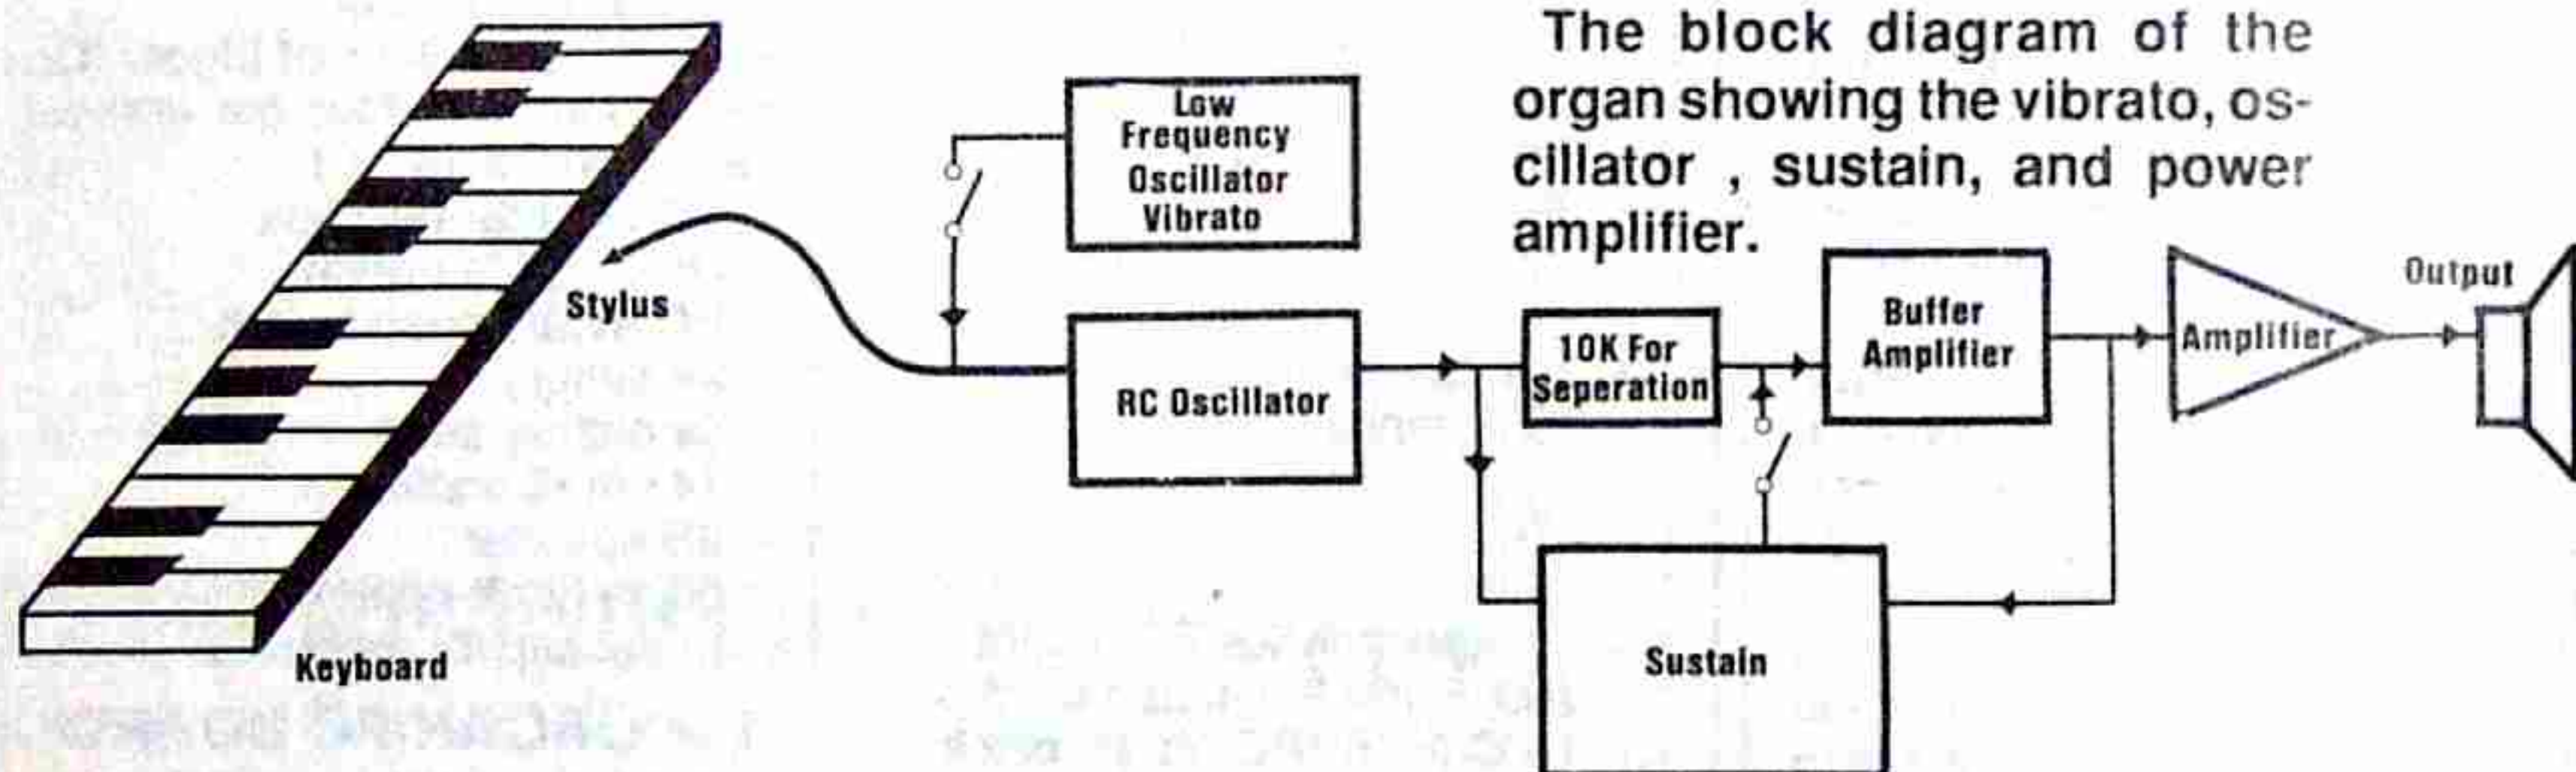 The block diagram of the
organ showing the vibrato, os-
cillator , sustain, and power
amplifier.
Low
Frequency
Oscillator
Vibrato
Stylus
Keyboard
RC Oscillator
10K For
Seperation
Buffer
Amplifier
Amplifier
Output
Sustain